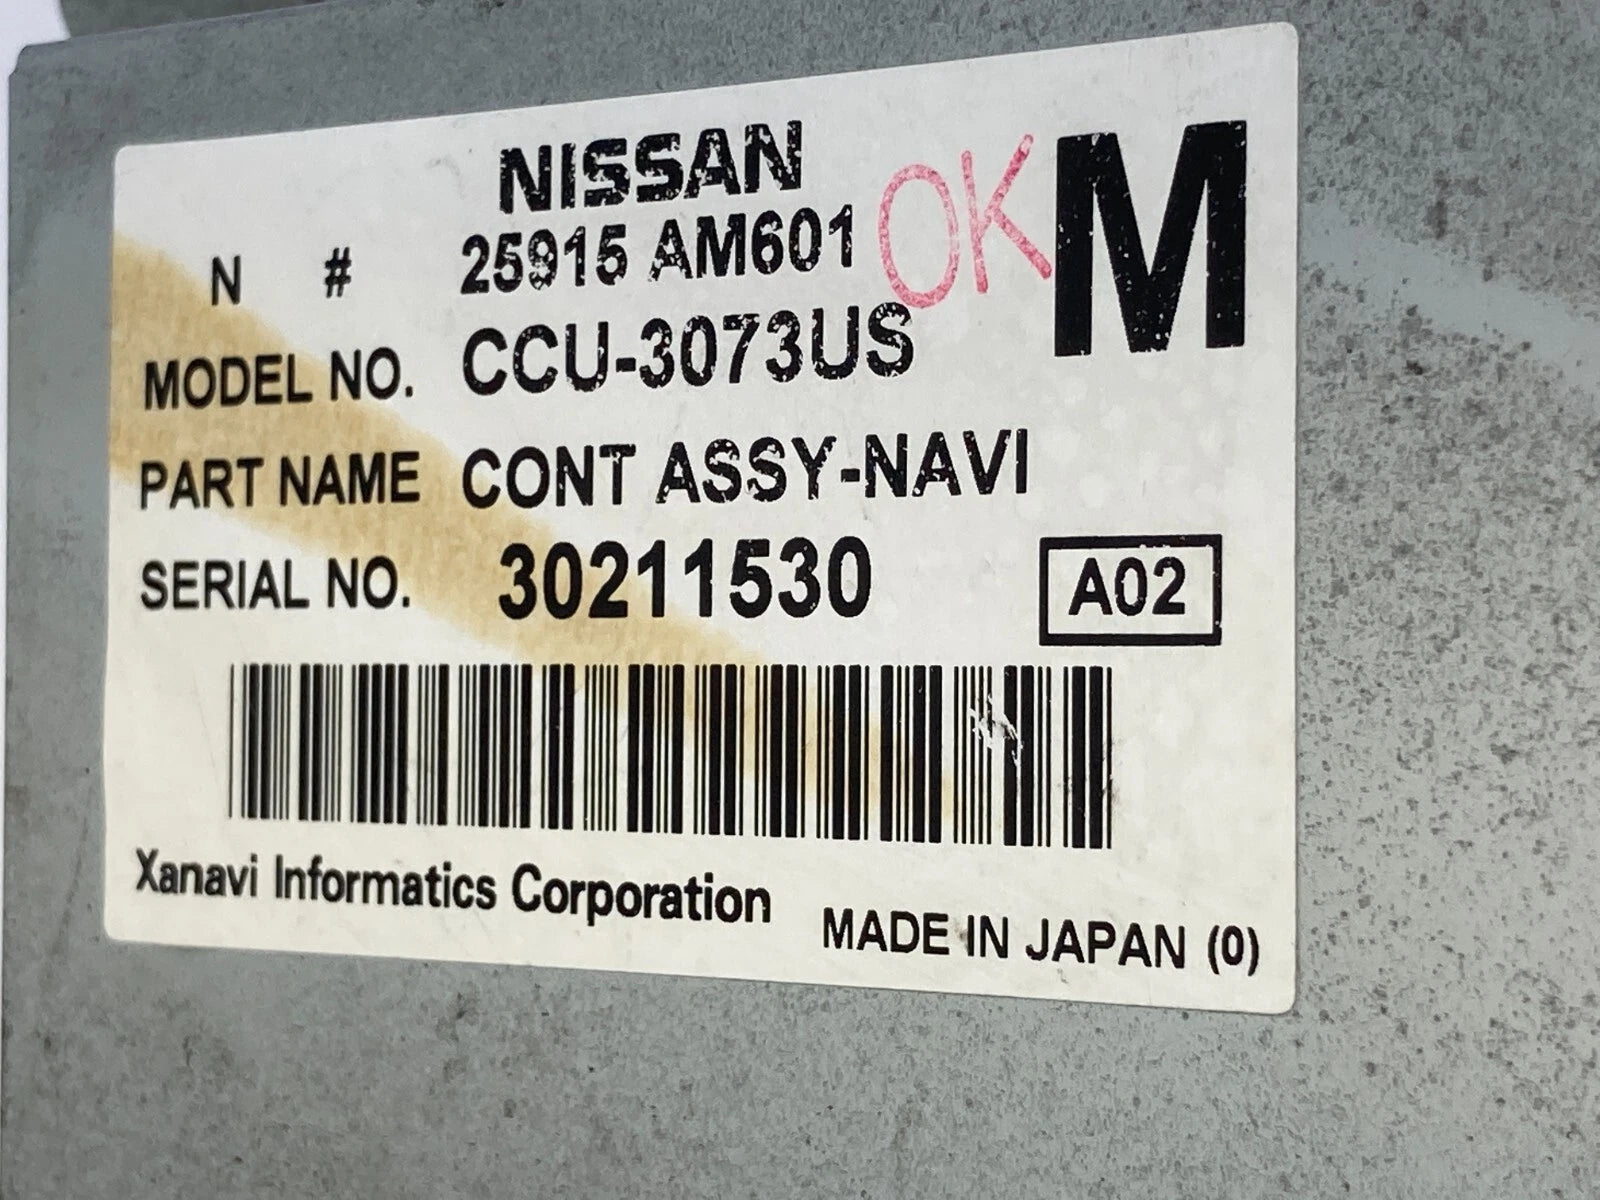 NISSAN
N # 25915 AM601 OK M
MODEL NO. CCU-3073US
PART NAME CONT ASSY-NAVI
SERIAL NO. 30211530 A02
Xanavi Informatics Corporation
MADE IN JAPAN (0)